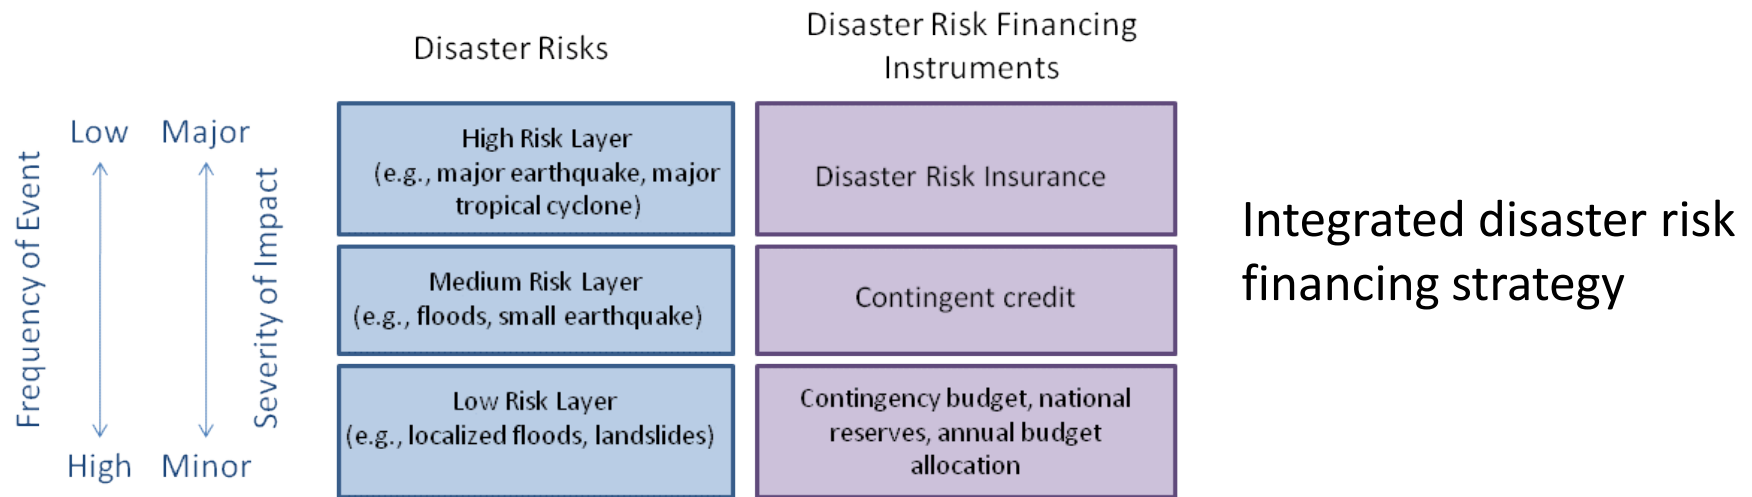 Disaster Risks
Disaster Risk Financing
Instruments
Frequency of Event
Low
High
Major
Minor
Severity of Impact
High Risk Layer
(e.g., major earthquake, major
tropical cyclone)
Disaster Risk Insurance
Medium Risk Layer
(e.g., floods, small earthquake)
Contingent credit
Low Risk Layer
(e.g., localized floods, landslides)
Contingency budget, national
reserves, annual budget
allocation
Integrated disaster risk
financing strategy